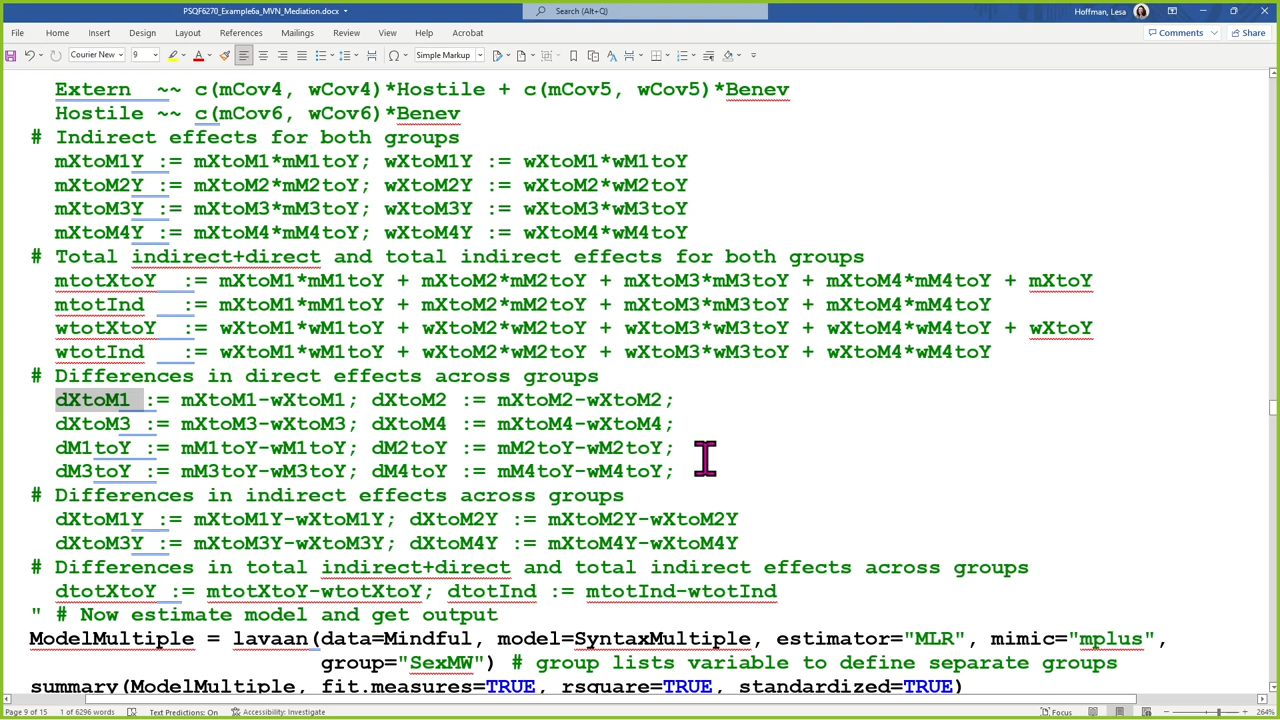 PSQF6270_Example6a_MVN_Mediation.docx
Search (Alt+Q)
Hoffman, Lesa
File Home Insert Design Layout References Mailings Review View Help Acrobat
Comments Share
Courier New 9 Simple Markup
Extern ~~ c(mCov4, wCov4)*Hostile + c(mCov5, wCov5)*Benev
Hostile ~~ c(mCov6, wCov6)*Benev
# Indirect effects for both groups
mXtoM1Y := mXtoM1*mM1toY; wXtoM1Y := wXtoM1*wM1toY
mXtoM2Y := mXtoM2*mM2toY; wXtoM2Y := wXtoM2*wM2toY
mXtoM3Y := mXtoM3*mM3toY; wXtoM3Y := wXtoM3*wM3toY
mXtoM4Y := mXtoM4*mM4toY; wXtoM4Y := wXtoM4*wM4toY
# Total indirect+direct and total indirect effects for both groups
mtotXtoY := mXtoM1*mM1toY + mXtoM2*mM2toY + mXtoM3*mM3toY + mXtoM4*mM4toY + mXtoY
mtotInd := mXtoM1*mM1toY + mXtoM2*mM2toY + mXtoM3*mM3toY + mXtoM4*mM4toY
wtotXtoY := wXtoM1*wM1toY + wXtoM2*wM2toY + wXtoM3*wM3toY + wXtoM4*wM4toY + wXtoY
wtotInd := wXtoM1*wM1toY + wXtoM2*wM2toY + wXtoM3*wM3toY + wXtoM4*wM4toY
# Differences in direct effects across groups
dXtoM1 := mXtoM1-wXtoM1; dXtoM2 := mXtoM2-wXtoM2;
dXtoM3 := mXtoM3-wXtoM3; dXtoM4 := mXtoM4-wXtoM4;
dM1toY := mM1toY-wM1toY; dM2toY := mM2toY-wM2toY;
dM3toY := mM3toY-wM3toY; dM4toY := mM4toY-wM4toY;
# Differences in indirect effects across groups
dXtoM1Y := mXtoM1Y-wXtoM1Y; dXtoM2Y := mXtoM2Y-wXtoM2Y
dXtoM3Y := mXtoM3Y-wXtoM3Y; dXtoM4Y := mXtoM4Y-wXtoM4Y
# Differences in total indirect+direct and total indirect effects across groups
dtotXtoY := mtotXtoY-wtotXtoY; dtotInd := mtotInd-wtotInd
" # Now estimate model and get output
ModelMultiple = lavaan(data=Mindful, model=SyntaxMultiple, estimator="MLR", mimic="mplus",
group="SexMW") # group lists variable to define separate groups
summary(ModelMultiple, fit.measures=TRUE, rsquare=TRUE, standardized=TRUE)
Page 9 of 15 1 of 6296 words Text Predictions: On Accessibility: Investigate Focus 264%